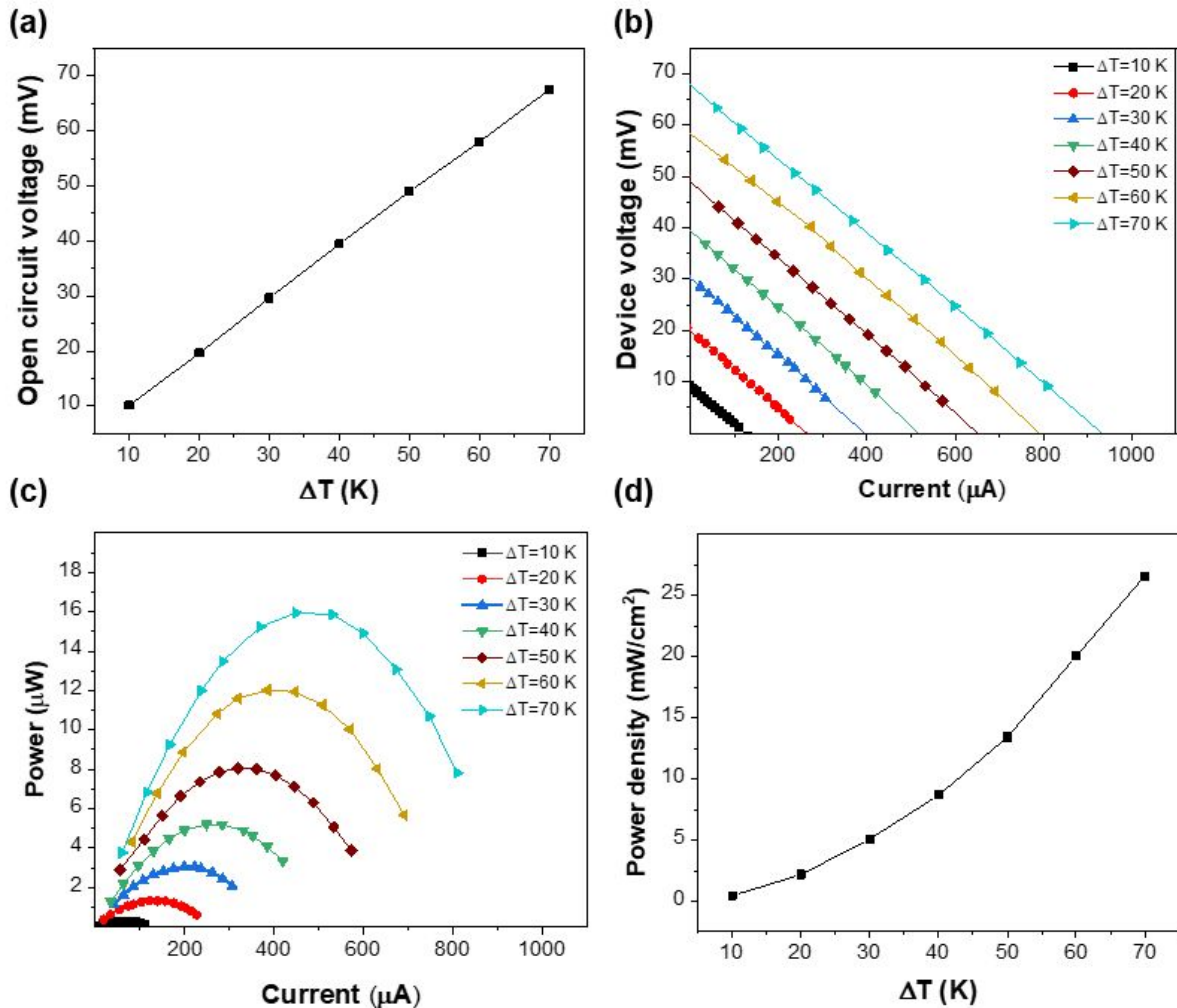 (a)
Open circuit voltage (mV)
70
60
50
40
30
20
10
10 20 30 40 50 60 70
ΔT (K)
(b)
Device voltage (mV)
70
60
50
40
30
20
10
200 400 600 800 1000
Current (μA)
ΔT=10 K
ΔT=20 K
ΔT=30 K
ΔT=40 K
ΔT=50 K
ΔT=60 K
ΔT=70 K
(c)
Power (μW)
18
16
14
12
10
8
6
4
2
200 400 600 800 1000
Current (μA)
ΔT=10 K
ΔT=20 K
ΔT=30 K
ΔT=40 K
ΔT=50 K
ΔT=60 K
ΔT=70 K
(d)
Power density (mW/cm²)
25
20
15
10
5
0
10 20 30 40 50 60 70
ΔT (K)